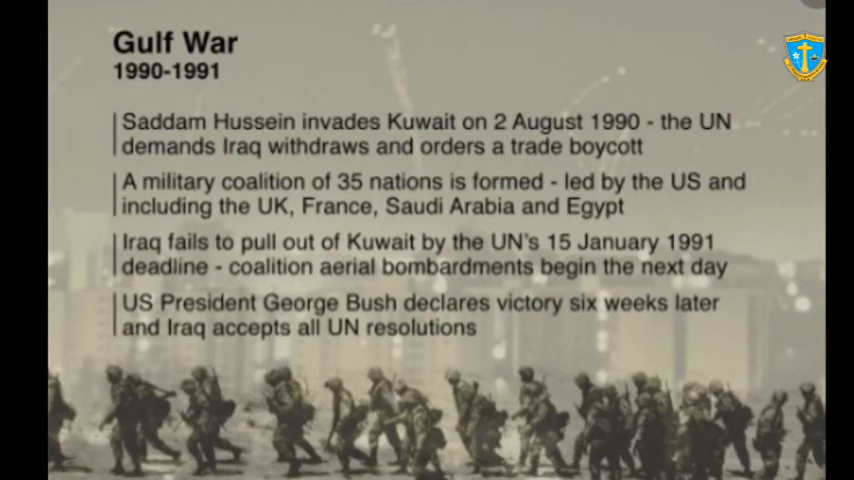 Gulf War
1990-1991
Saddam Hussein invades Kuwait on 2 August 1990 - the UN
demands Iraq withdraws and orders a trade boycott
A military coalition of 35 nations is formed - led by the US and
including the UK, France, Saudi Arabia and Egypt
Iraq fails to pull out of Kuwait by the UN's 15 January 1991
deadline - coalition aerial bombardments begin the next day
US President George Bush declares victory six weeks later
and Iraq accepts all UN resolutions